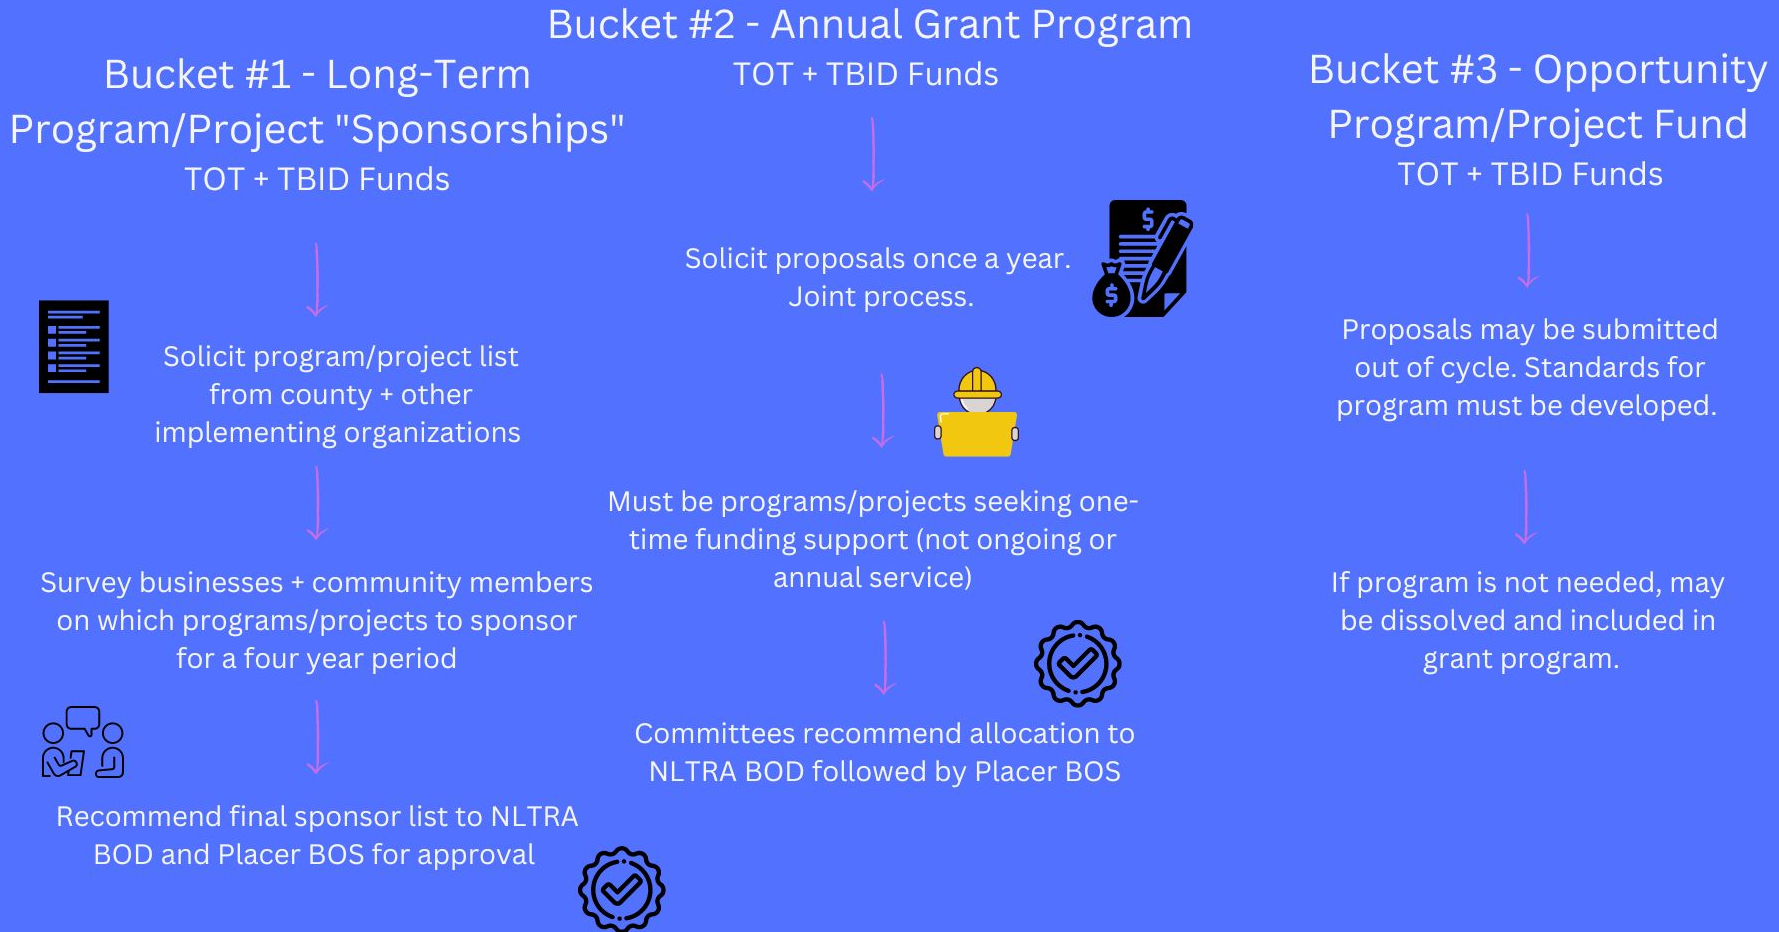 Bucket #1 - Long-Term
Program/Project "Sponsorships"
TOT + TBID Funds
Solicit program/project list
from county + other
implementing organizations
Survey businesses + community members
on which programs/projects to sponsor
for a four year period
Recommend final sponsor list to NLTRA
BOD and Placer BOS for approval
Bucket #2 - Annual Grant Program
TOT + TBID Funds
Solicit proposals once a year.
Joint process.
$
$
Must be programs/projects seeking one-
time funding support (not ongoing or
annual service)
Committees recommend allocation to
NLTRA BOD followed by Placer BOS
Bucket #3 - Opportunity
Program/Project Fund
TOT + TBID Funds
Proposals may be submitted
out of cycle. Standards for
program must be developed.
If program is not needed, may
be dissolved and included in
grant program.